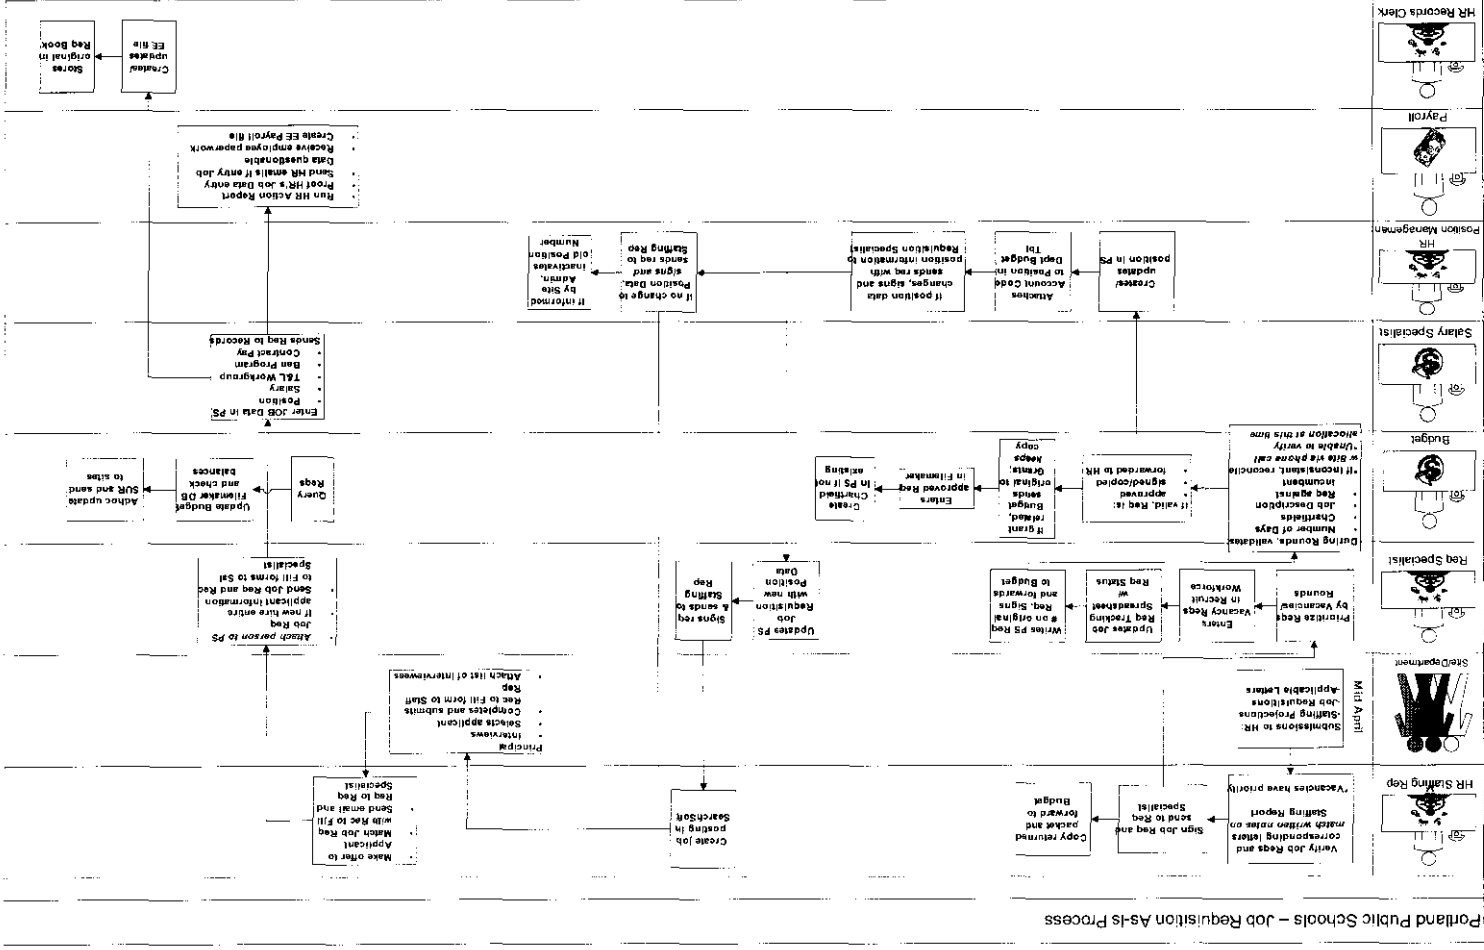 Portland Public Schools – Job Requisition As-Is Process
HR Staffing Rep
Verify Job Reqs and
corresponding letters
match written notes on
Staffing Report
*Vacancies have priority
Sign Job Req and
send to Req
Specialist
Copy returned
packet and
forward to
Budget
Create job
posting in
SearchSoft
Make offer to
Applicant
Match Job Req
with Rec to Fill
Send email and
Req to Req
Specialist
Site/Department
Mid April
Submissions to HR:
-Staffing Projections
-Job Requisitions
-Applicable Letters
Principal
Interviews
Selects applicant
Completes and submits
Rec to Fill form to Staff
Rep
Attach list of interviewees
Req Specialist
Prioritize Reqs
by Vacancies/
Rounds
Enters
Vacancy Reqs
in Recruit
Workforce
Updates Job
Req Tracking
Spreadsheet
w/
Req Status
Writes PS Req
# on original
Req. Signs
and forwards
to Budget
Updates PS
Job
Requisition
with new
Position
Data
Signs req
& sends to
Staffing
Rep
Attach person to PS
Job Req
If new hire entire
applicant information
Send Job Req and Rec
to Fill forms to Sal
Specialist
Budget
During Rounds, validates:
Number of Days
Chartfields
Job Description
Req against
incumbent
*If Inconsistant, reconcile
w Site via phone call
*Unable to verify
allocation at this time
If valid, Req is:
approved
signed/copied
forwarded to HR
If grant
related,
Budget
sends
original to
Grants;
keeps
copy
Enters
approved Req
in Filemaker
Create
Chartfield
in PS if not
existing
Query
Reqs
Update Budget
Filemaker DB
and check
balances
Adhoc update
SUR and send
to sites
Salary Specialist
Enter JOB Data in PS
Position
Salary
T&L Workgroup
Ben Program
Contract Pay
Sends Req to Records
HR
Position Management
Creates/
updates
position in PS
Attaches
Account Code
to Position in
Dept Budget
Tbl
If position data
changes, signs and
sends req with
position information to
Requisition Specialist
If no change to
Position Data,
signs and
sends req to
Staffing Rep
If informed
by Site
Admin,
inactivates
old Position
Number
Payroll
Run HR Action Report
Proof HR's Job Data entry
Send HR emails if entry Job
Data questionable
Receive employee paperwork
Create EE Payroll file
HR Records Clerk
Creates/
updates
EE file
Stores
original in
Req Book